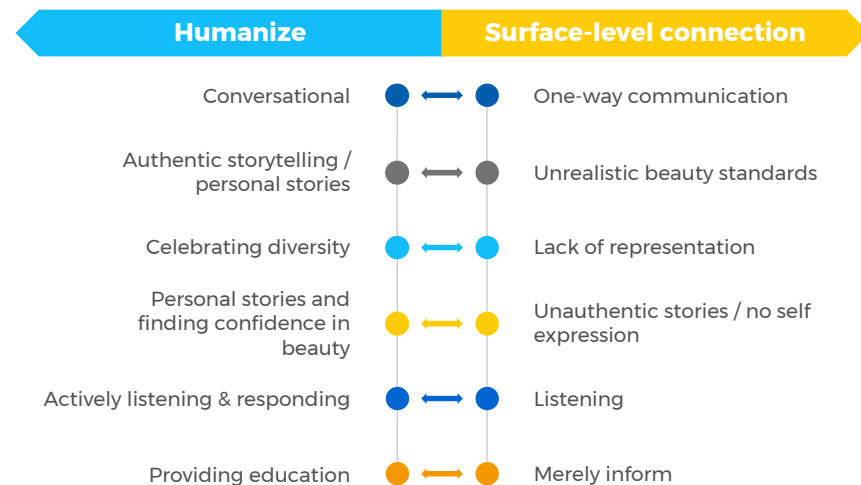 Humanize
Surface-level connection
Conversational
One-way communication
Authentic storytelling /
personal stories
Unrealistic beauty standards
Celebrating diversity
Lack of representation
Personal stories and
finding confidence in
beauty
Unauthentic stories / no self
expression
Actively listening & responding
Listening
Providing education
Merely inform